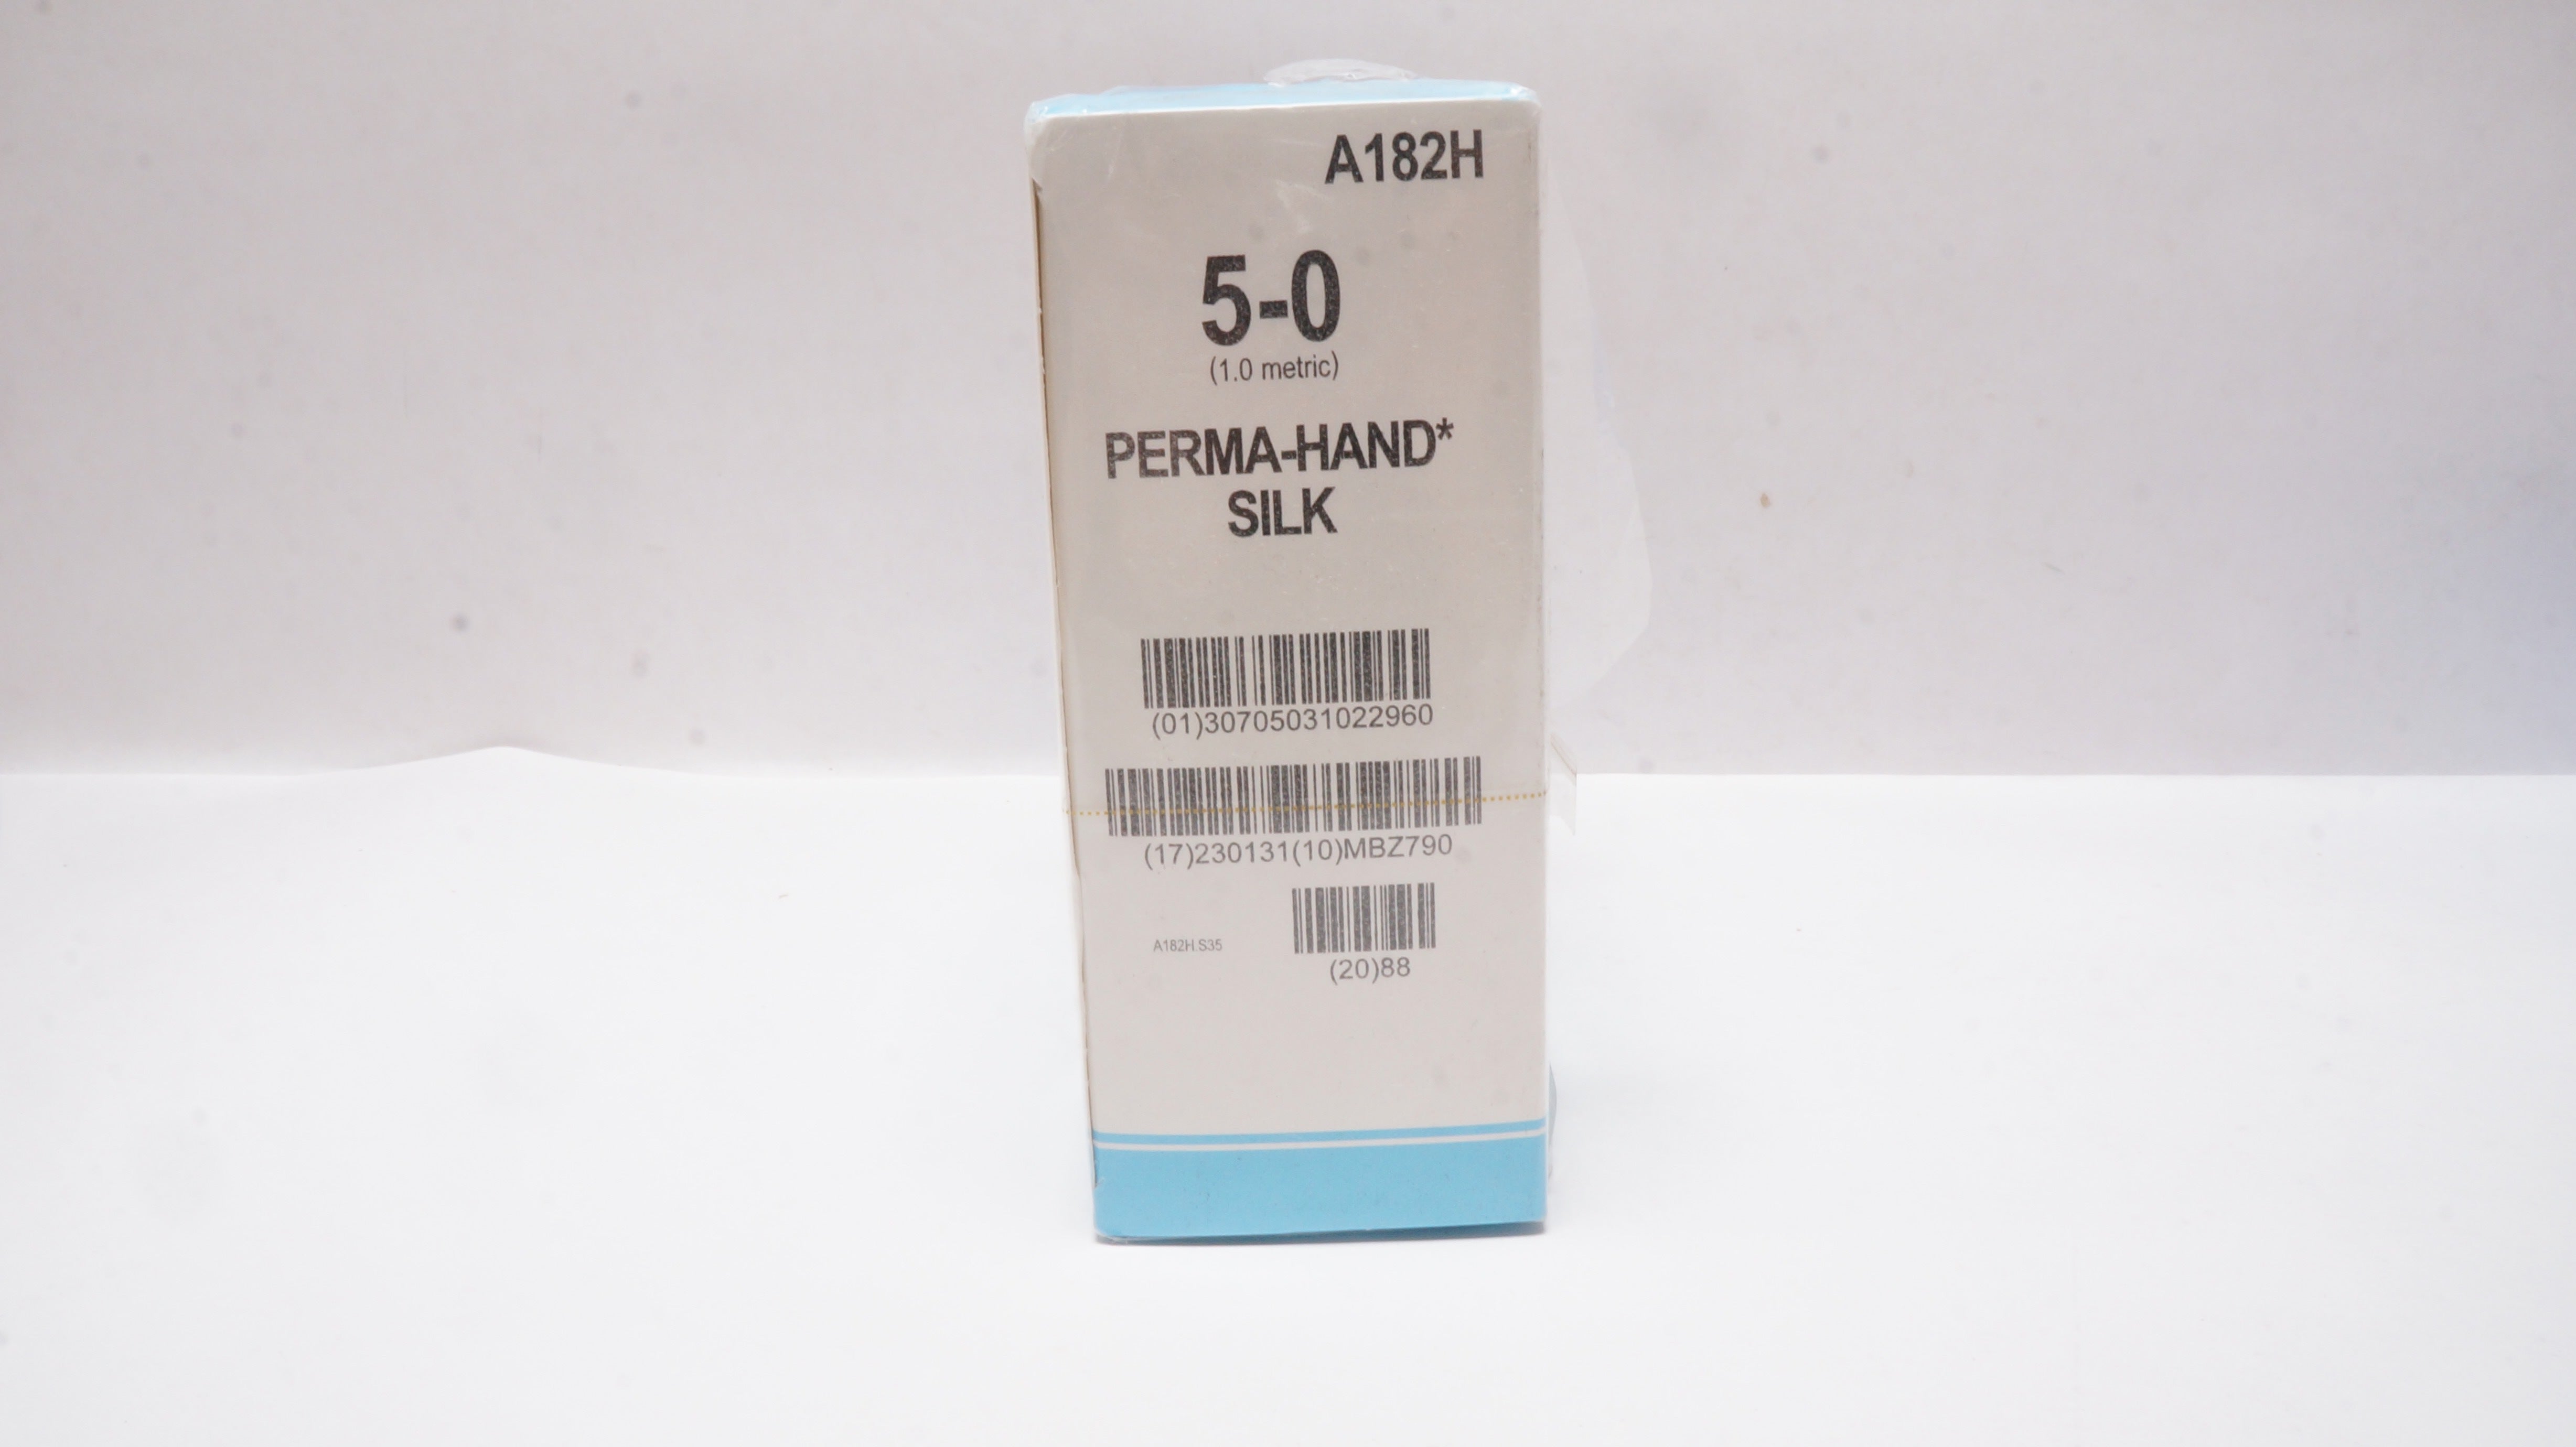 A182H
5-0
(1.0 metric)
PERMA-HAND*
SILK
(01)30705031022960
(17)230131(10)MBZ790
A182H.S35
(20)88